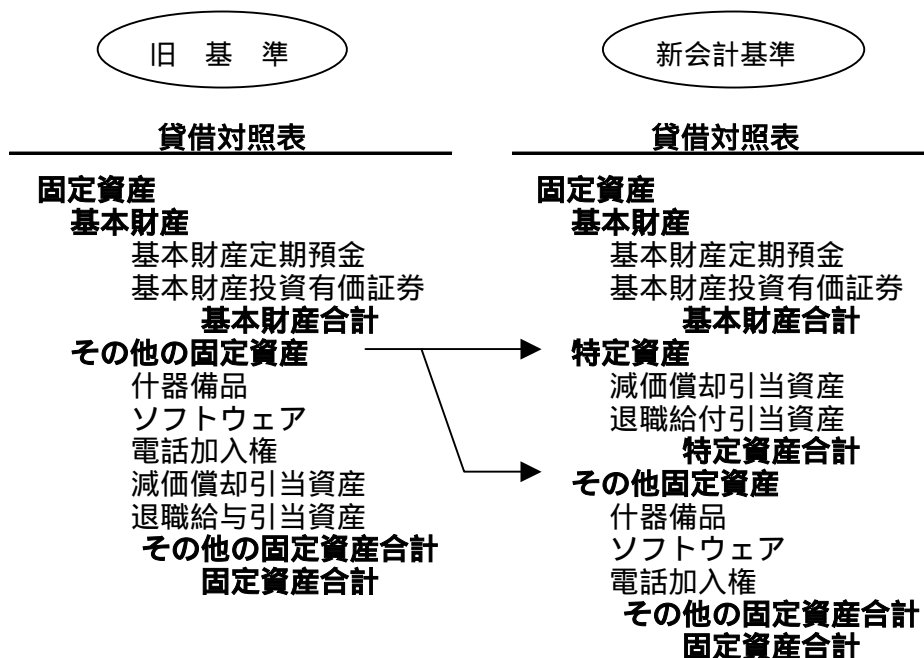 旧 基 準
貸借対照表
固定資産
基本財産
基本財産定期預金
基本財産投資有価証券
基本財産合計
その他の固定資産
什器備品
ソフトウェア
電話加入権
減価償却引当資産
退職給与引当資産
その他の固定資産合計
固定資産合計
新会計基準
貸借対照表
固定資産
基本財産
基本財産定期預金
基本財産投資有価証券
基本財産合計
特定資産
減価償却引当資産
退職給付引当資産
特定資産合計
その他固定資産
什器備品
ソフトウェア
電話加入権
その他の固定資産合計
固定資産合計